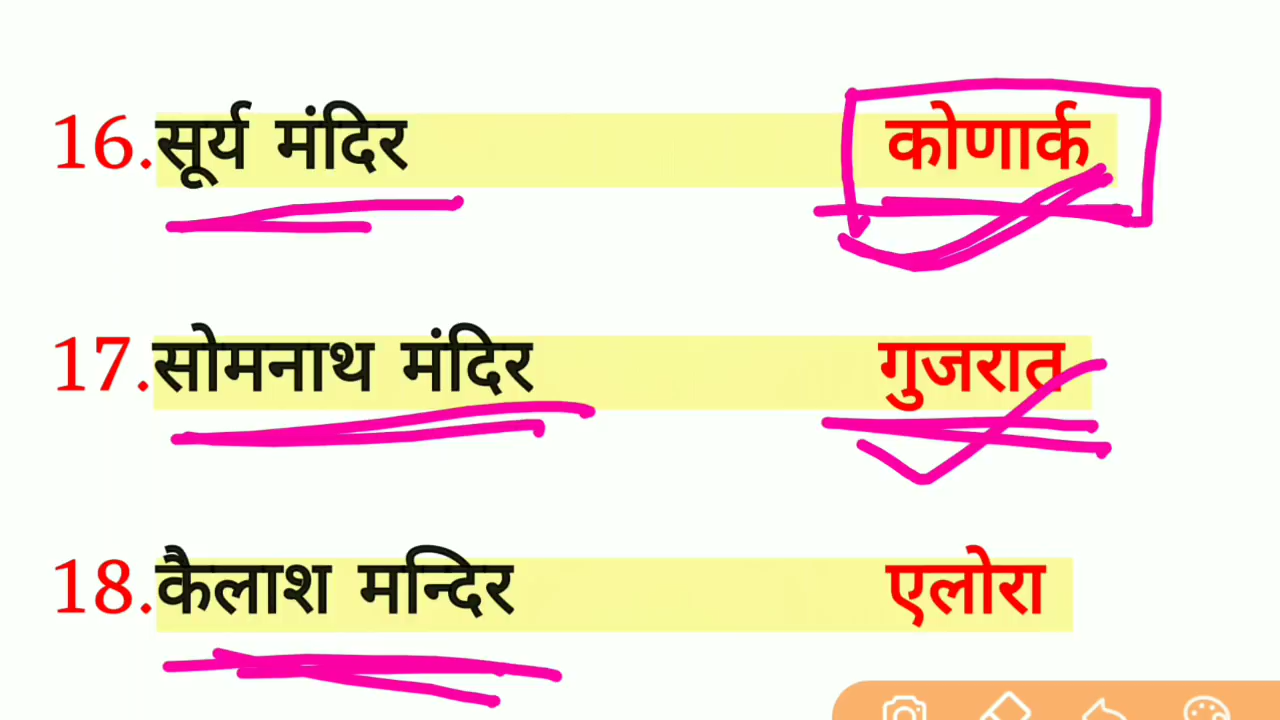 16.सूर्य मंदिर कोणार्क
17.सोमनाथ मंदिर गुजरात
18.कैलाश मन्दिर एलोरा